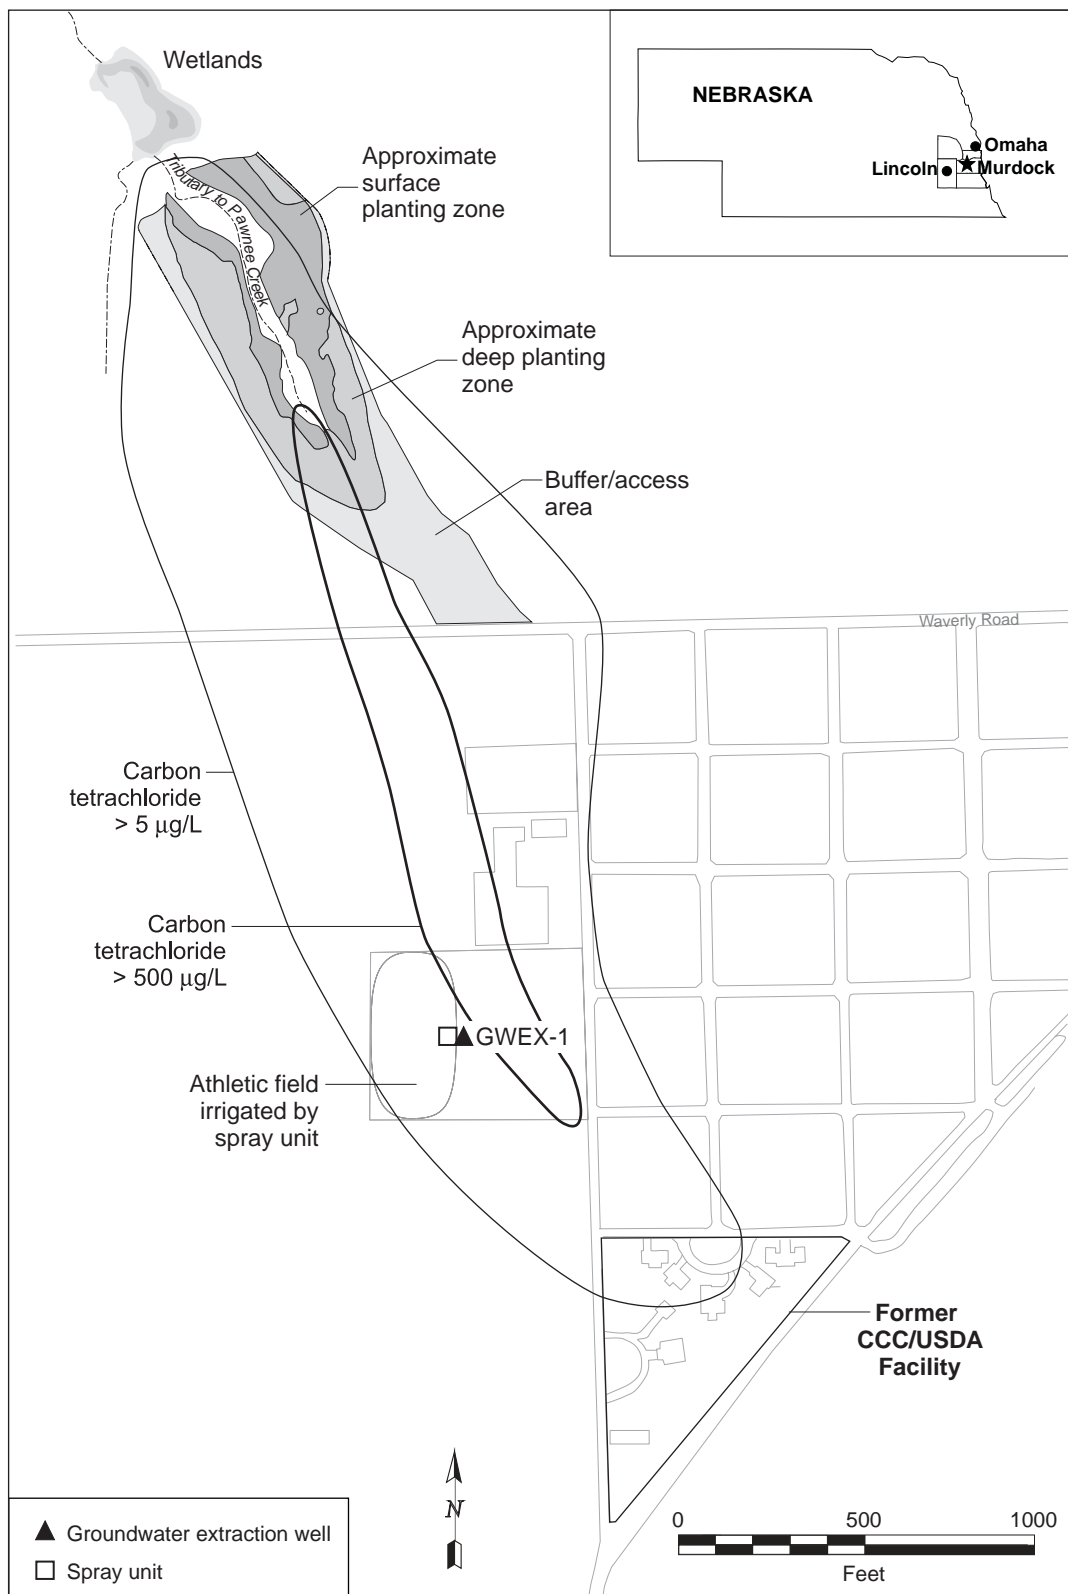 Wetlands
NEBRASKA
Omaha
Lincoln
Murdock
Approximate
surface
planting zone
Tributary to Pawnee Creek
Approximate
deep planting
zone
Buffer/access
area
Waverly Road
Carbon
tetrachloride
> 5 μg/L
Carbon
tetrachloride
> 500 μg/L
GWEX-1
Athletic field
irrigated by
spray unit
Former
CCC/USDA
Facility
N
Groundwater extraction well
Spray unit
0 500 1000
Feet